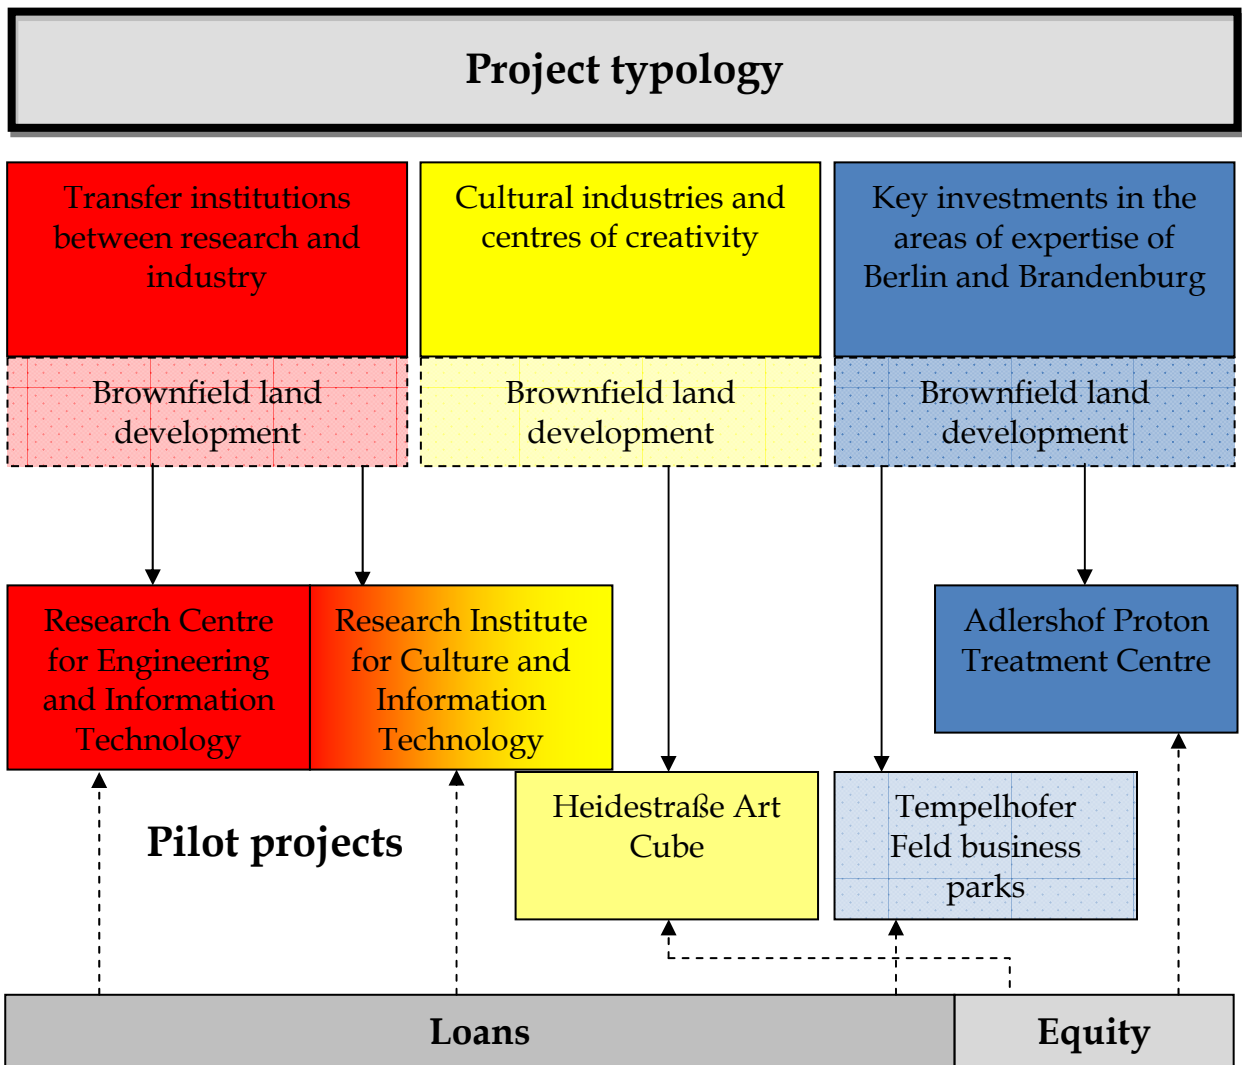 Project typology
Transfer institutions
between research and
industry
Cultural industries and
centres of creativity
Key investments in the
areas of expertise of
Berlin and Brandenburg
Brownfield land
development
Brownfield land
development
Brownfield land
development
Research Centre
for Engineering
and Information
Technology
Research Institute
for Culture and
Information
Technology
Adlershof Proton
Treatment Centre
Pilot projects
Heidestraße Art
Cube
Tempelhofer
Feld business
parks
Loans
Equity